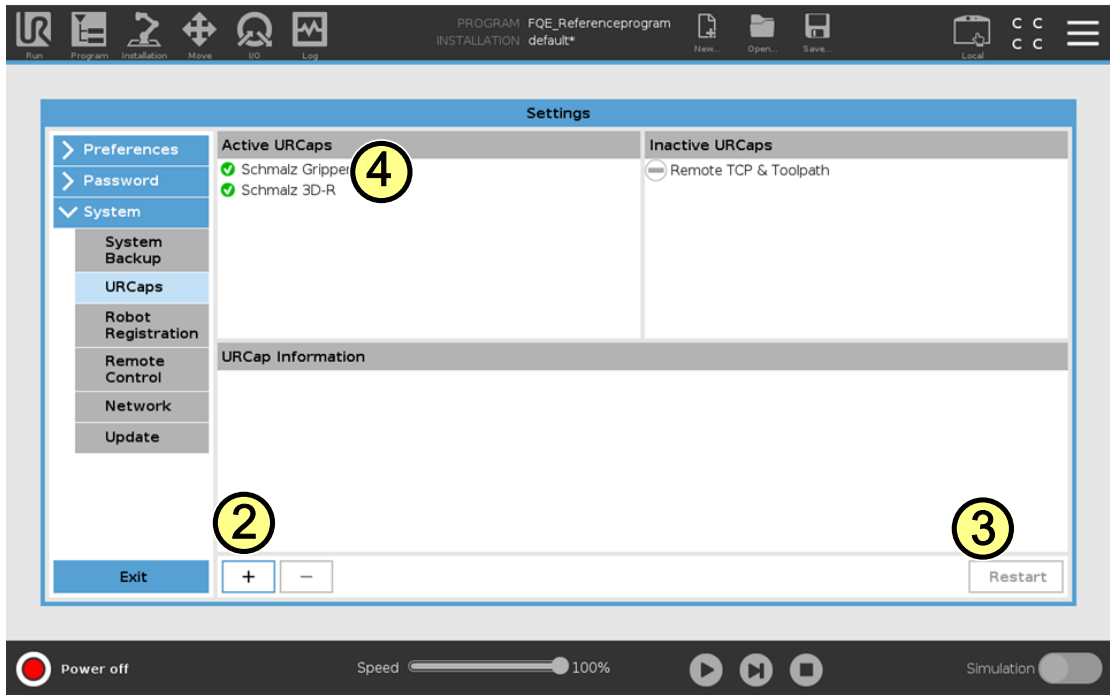 PROGRAM FQE_Referenceprogram
INSTALLATION default*
Run Program Installation Move I/O Log New... Open... Save... Local
C C
C C
Settings
Preferences
Password
System
System
Backup
URCaps
Robot
Registration
Remote
Control
Network
Update
Exit
Active URCaps
Schmalz Gripper
4
Schmalz 3D-R
Inactive URCaps
Remote TCP & Toolpath
URCap Information
2
3
+ −
Restart
Power off
Speed 100%
Simulation